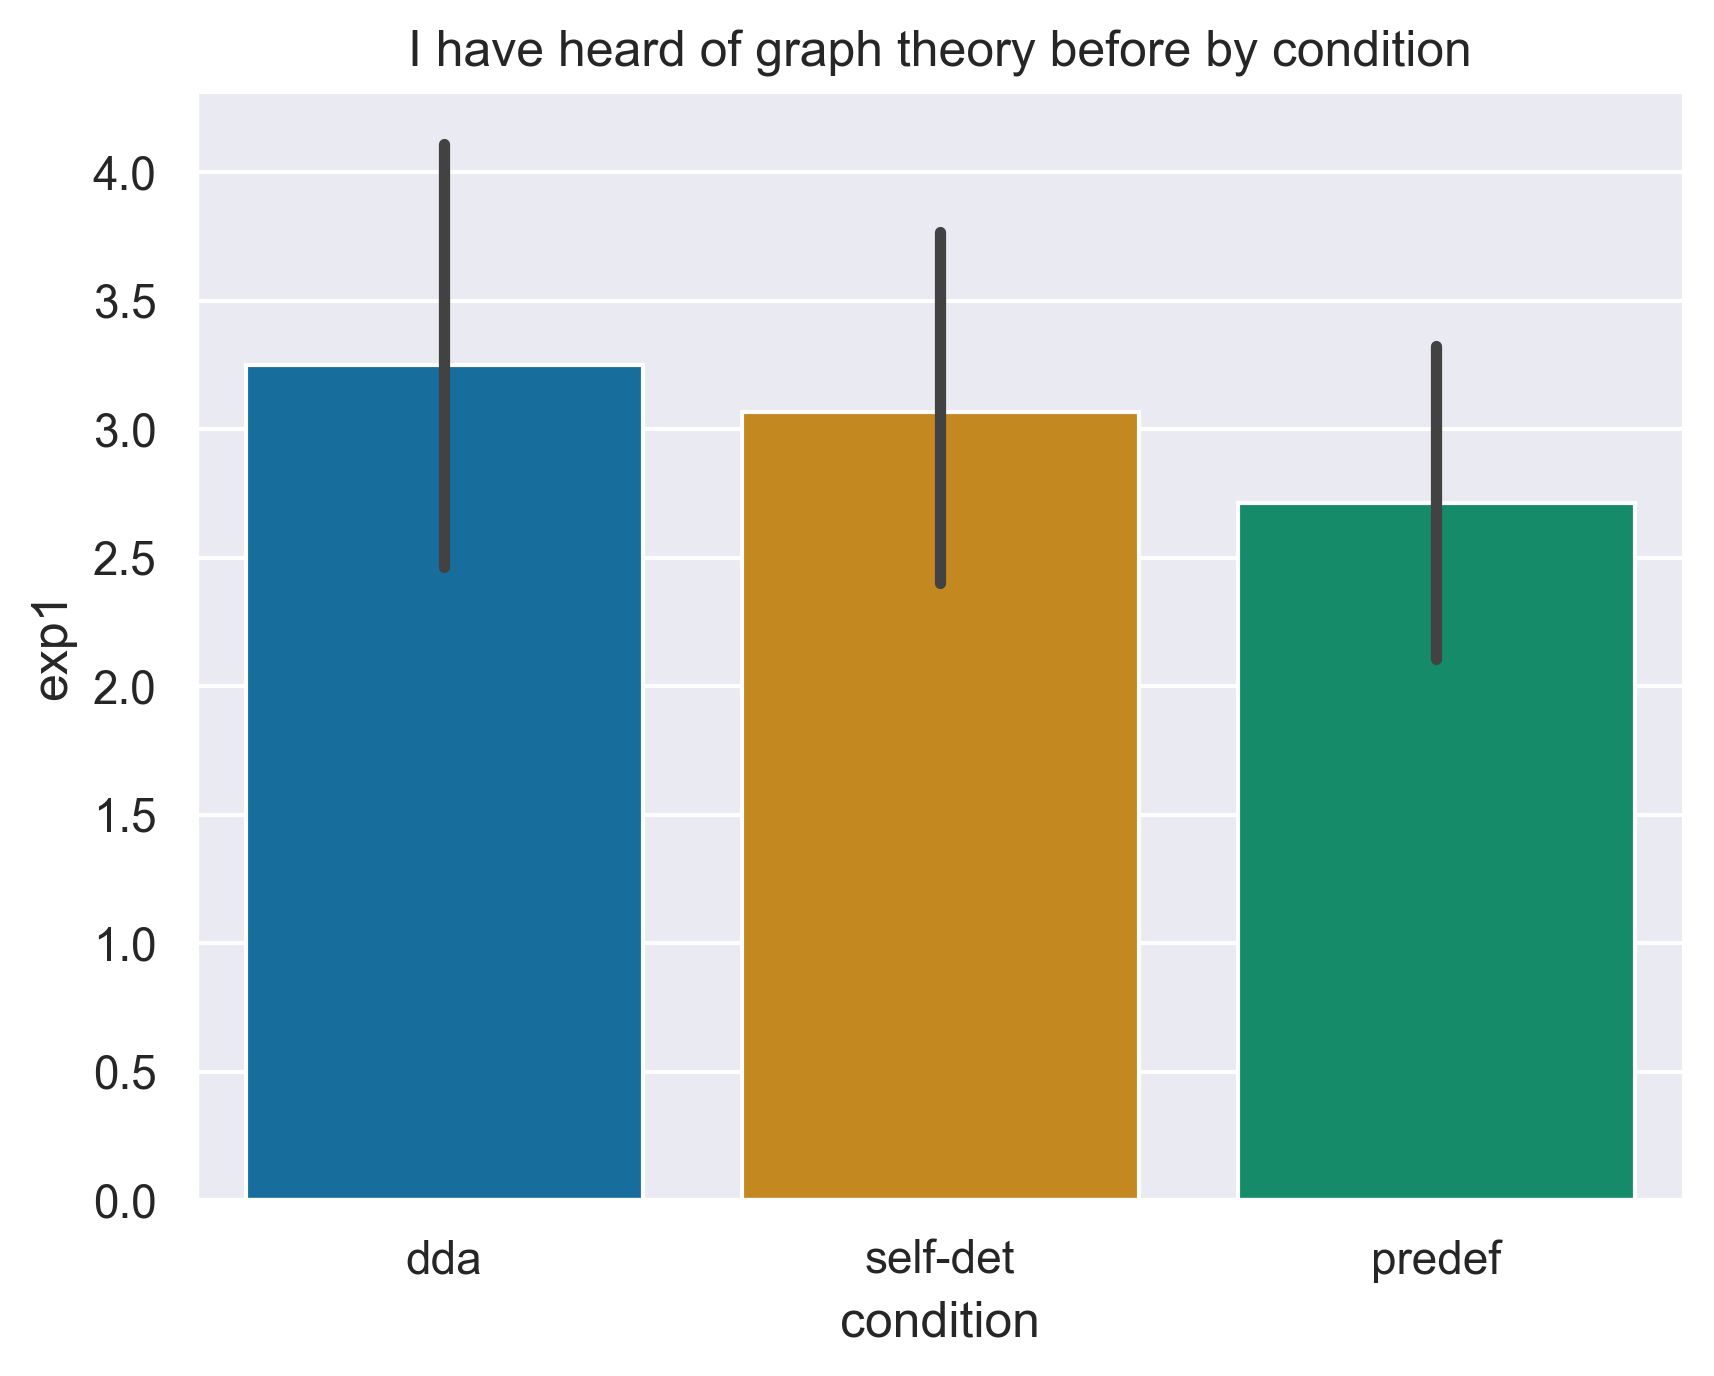 I have heard of graph theory before by condition
4.0
3.5
3.0
2.5
2.0
1.5
1.0
0.5
0.0
exp1
dda self-det predef
condition